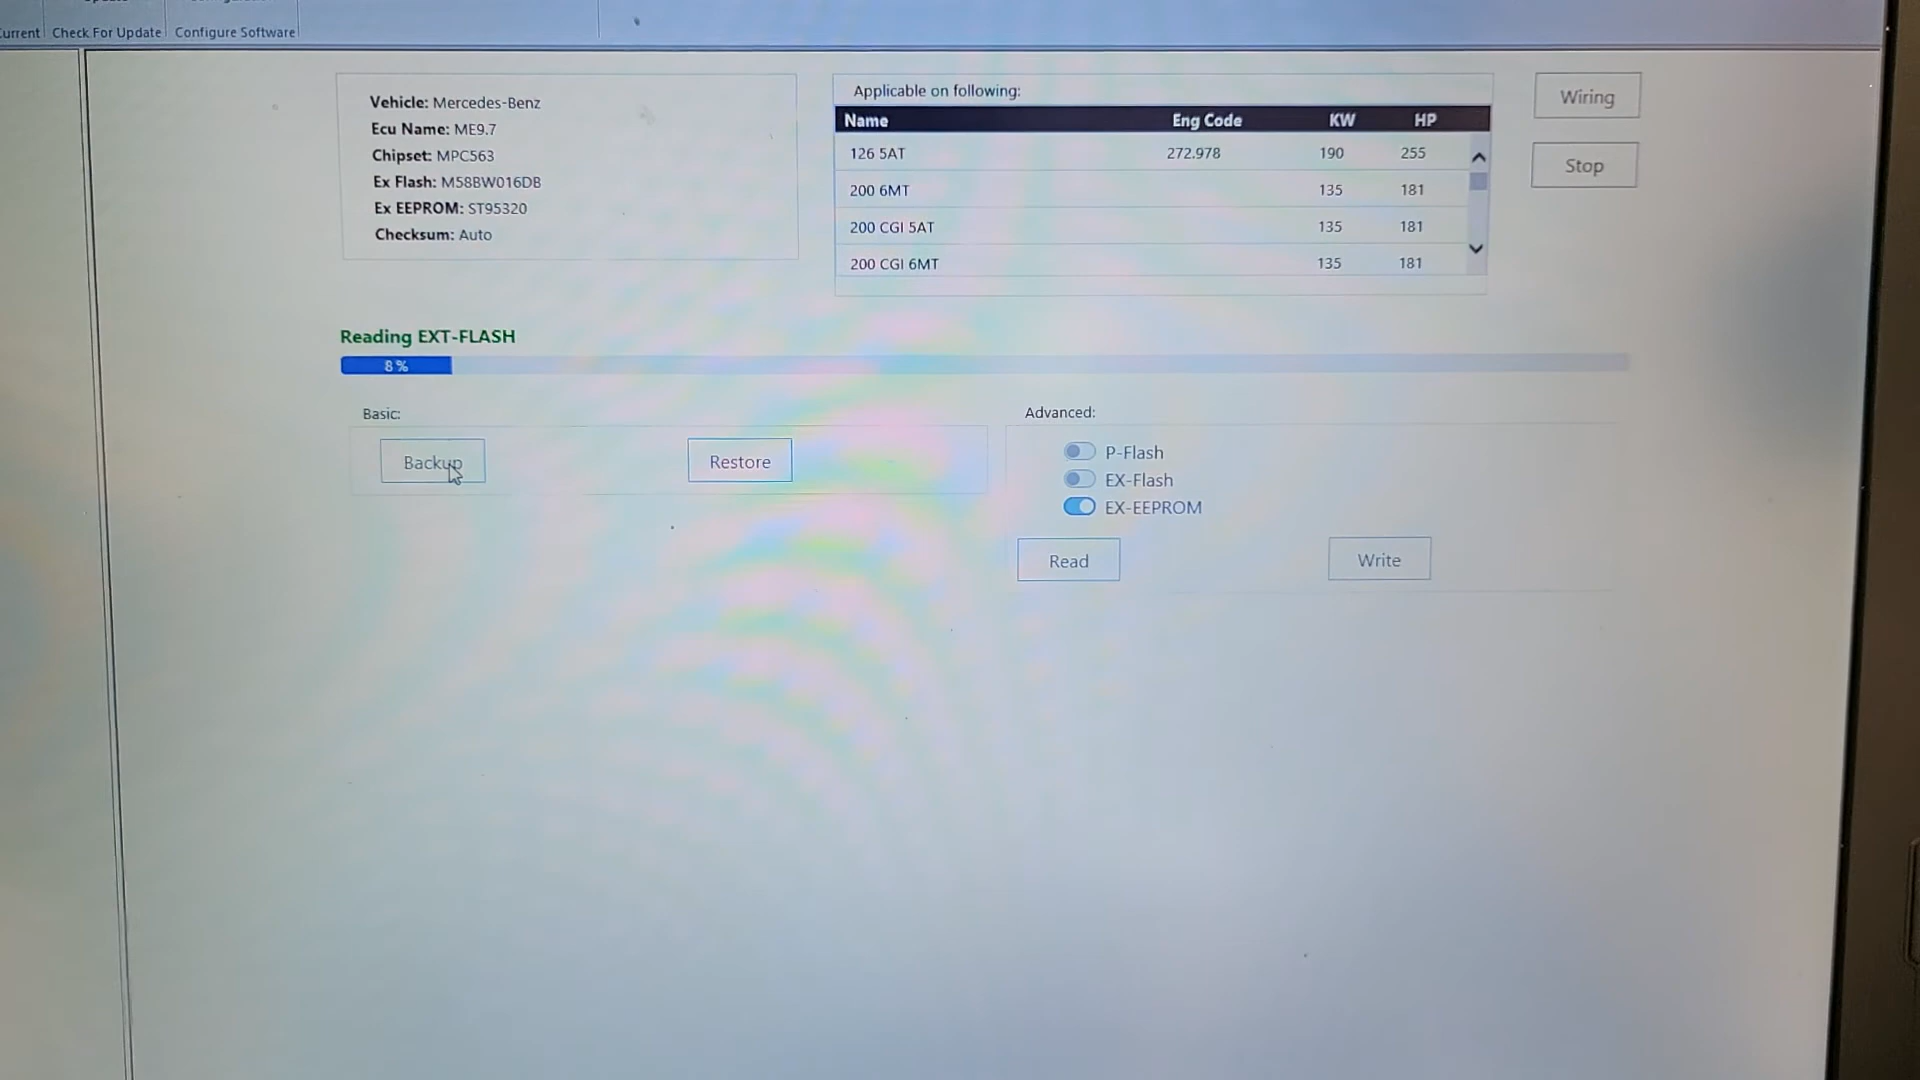 Current
Check For Update
Configure Software
Vehicle: Mercedes-Benz
Ecu Name: ME9.7
Chipset: MPC563
Ex Flash: M58BW016DB
Ex EEPROM: ST95320
Checksum: Auto
Applicable on following:
Name Eng Code KW HP
126 5AT 272.978 190 255
200 6MT 135 181
200 CGI 5AT 135 181
200 CGI 6MT 135 181
Wiring
Stop
Reading EXT-FLASH
8%
Basic:
Backup
Restore
Advanced:
P-Flash
EX-Flash
EX-EEPROM
Read
Write